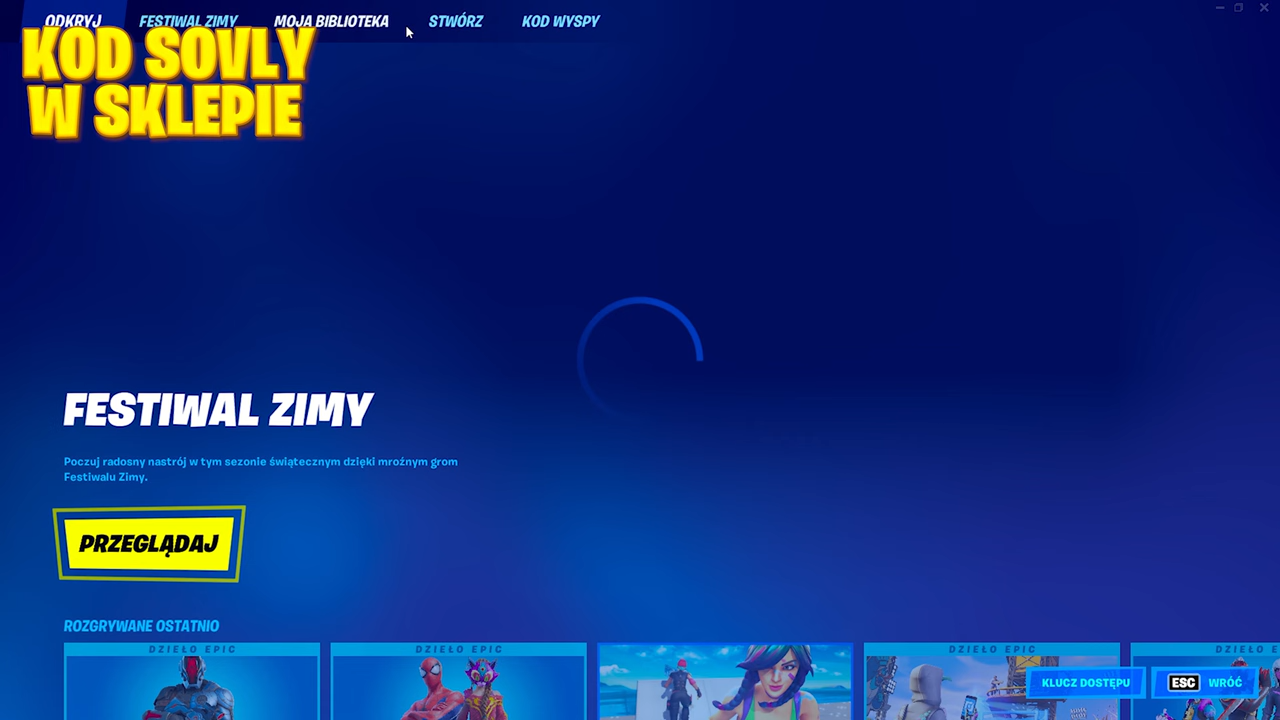 ODKRYJ FESTIWAL ZIMY MOJA BIBLIOTEKA STWÓRZ KOD WYSPY
KOD SOVLY
W SKLEPIE
FESTIWAL ZIMY
Poczuj radosny nastrój w tym sezonie świątecznym dzięki mroźnym grom
Festiwalu Zimy.
PRZEGLĄDAJ
ROZGRYWANE OSTATNIO
DZIEŁO EPIC DZIEŁO EPIC DZIEŁO EPIC DZIEŁO E
KLUCZ DOSTĘPU ESC WRÓĆ